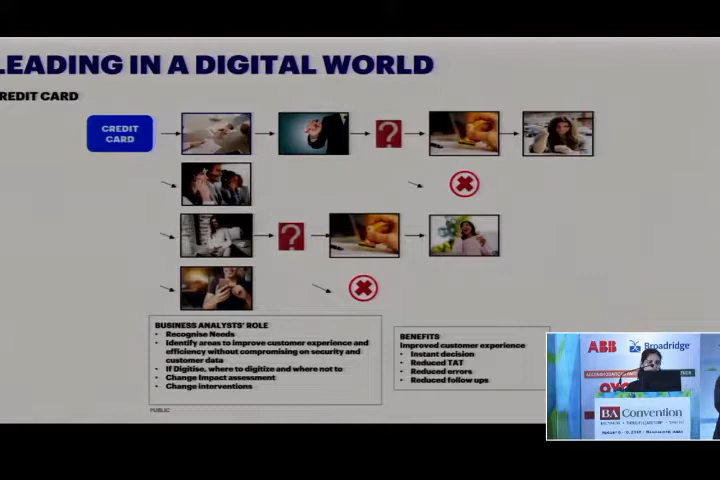 LEADING IN A DIGITAL WORLD
REDIT CARD
CREDIT
CARD
?
?
BUSINESS ANALYSTS' ROLE
• Recognise Needs
• Identify areas to improve customer experience and
efficiency without compromising on security and
customer data
• If Digitise, where to digitize and where not to
• Change Impact assessment
• Change interventions
BENEFITS
Improved customer experience
• Instant decision
• Reduced TAT
• Reduced errors
• Reduced follow ups
PUBLIC
ABB
Broadridge
BA Convention